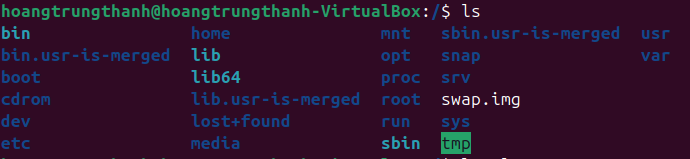 hoangtrungthanh@hoangtrungthanh-VirtualBox:/$ ls
bin home mnt sbin.usr-is-merged usr
bin.usr-is-merged lib opt snap var
boot lib64 proc srv
cdrom lib.usr-is-merged root swap.img
dev lost+found run sys
etc media sbin tmp